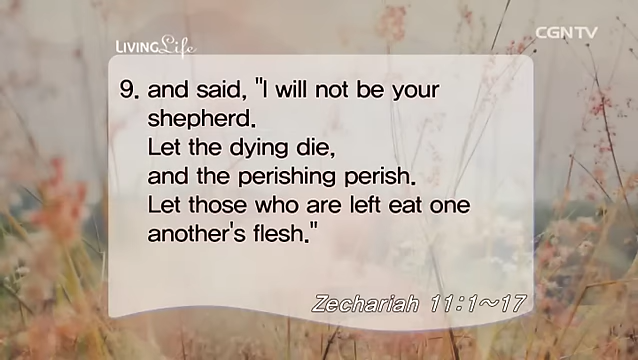 LIVING Life
CGNTV
9. and said, "I will not be your
shepherd.
Let the dying die,
and the perishing perish.
Let those who are left eat one
another's flesh."
Zechariah 11:1~17